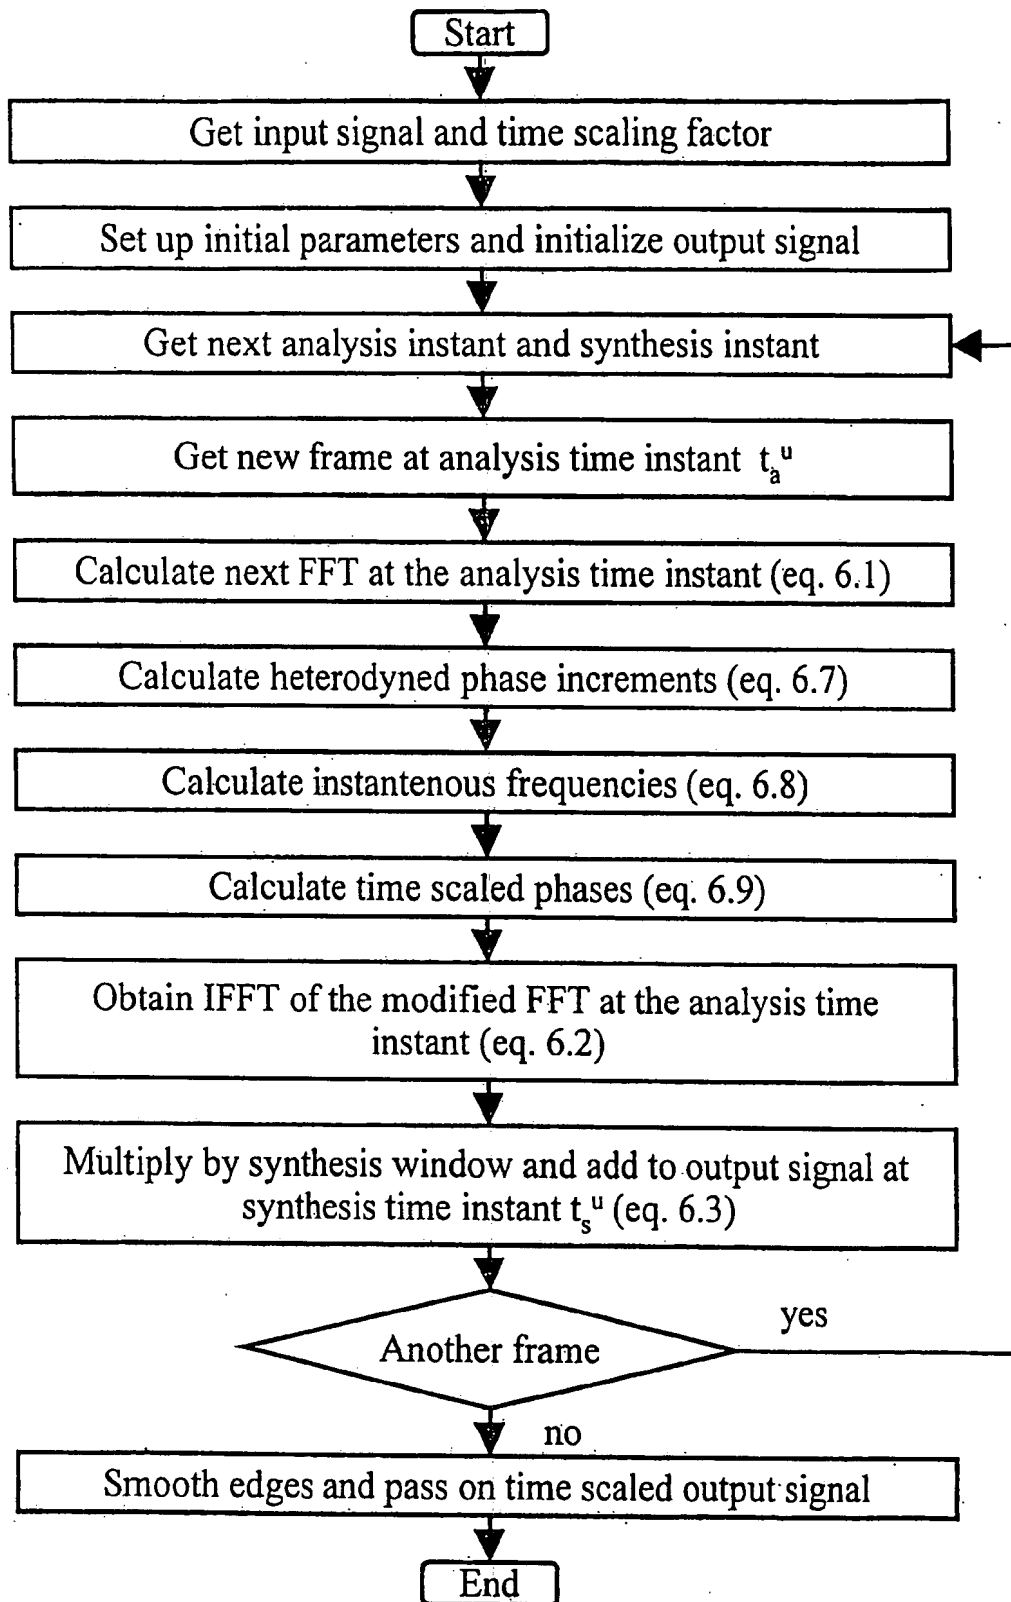 Start
Get input signal and time scaling factor
Set up initial parameters and initialize output signal
Get next analysis instant and synthesis instant
Get new frame at analysis time instant t_a^u
Calculate next FFT at the analysis time instant (eq. 6.1)
Calculate heterodyned phase increments (eq. 6.7)
Calculate instantenous frequencies (eq. 6.8)
Calculate time scaled phases (eq. 6.9)
Obtain IFFT of the modified FFT at the analysis time
instant (eq. 6.2)
Multiply by synthesis window and add to output signal at
synthesis time instant t_s^u (eq. 6.3)
yes
Another frame
no
Smooth edges and pass on time scaled output signal
End